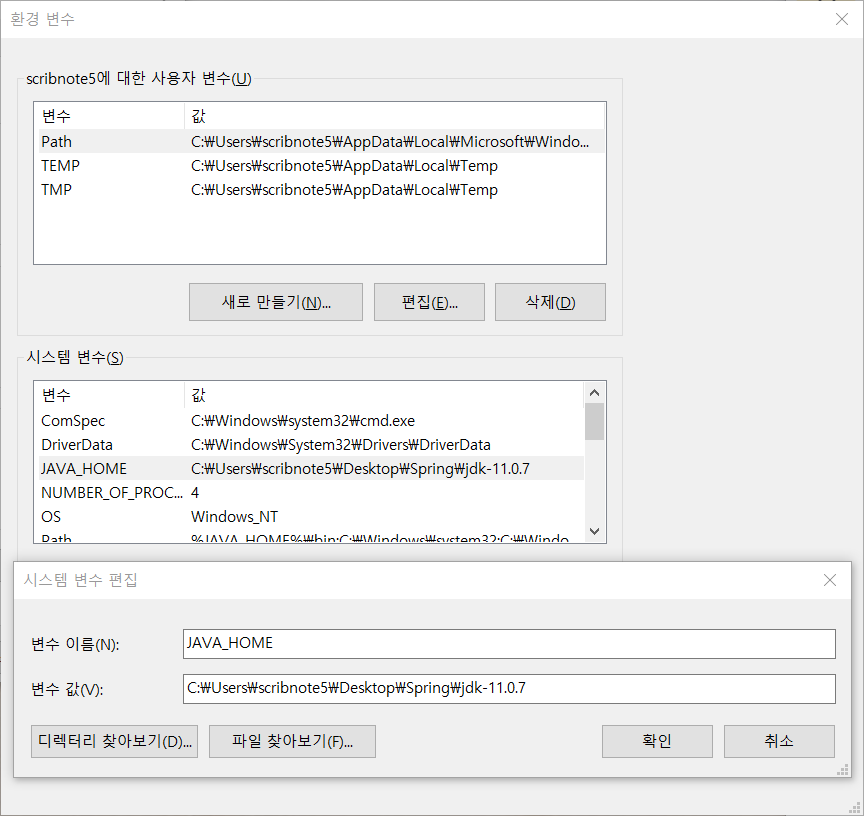 환경 변수
scribnote5에 대한 사용자 변수(U)
변수 값
Path C:₩Users₩scribnote5₩AppData₩Local₩Microsoft₩Windo...
TEMP C:₩Users₩scribnote5₩AppData₩Local₩Temp
TMP C:₩Users₩scribnote5₩AppData₩Local₩Temp
새로 만들기(N)... 편집(E)... 삭제(D)
시스템 변수(S)
변수 값
ComSpec C:₩Windows₩system32₩cmd.exe
DriverData C:₩Windows₩System32₩Drivers₩DriverData
JAVA_HOME C:₩Users₩scribnote5₩Desktop₩Spring₩jdk-11.0.7
NUMBER_OF_PROC... 4
OS Windows_NT
Path %JAVA_HOME%₩bin;C:₩Windows₩system32;C:₩Windo...
시스템 변수 편집
변수 이름(N): JAVA_HOME
변수 값(V): C:₩Users₩scribnote5₩Desktop₩Spring₩jdk-11.0.7
디렉터리 찾아보기(D)... 파일 찾아보기(F)... 확인 취소